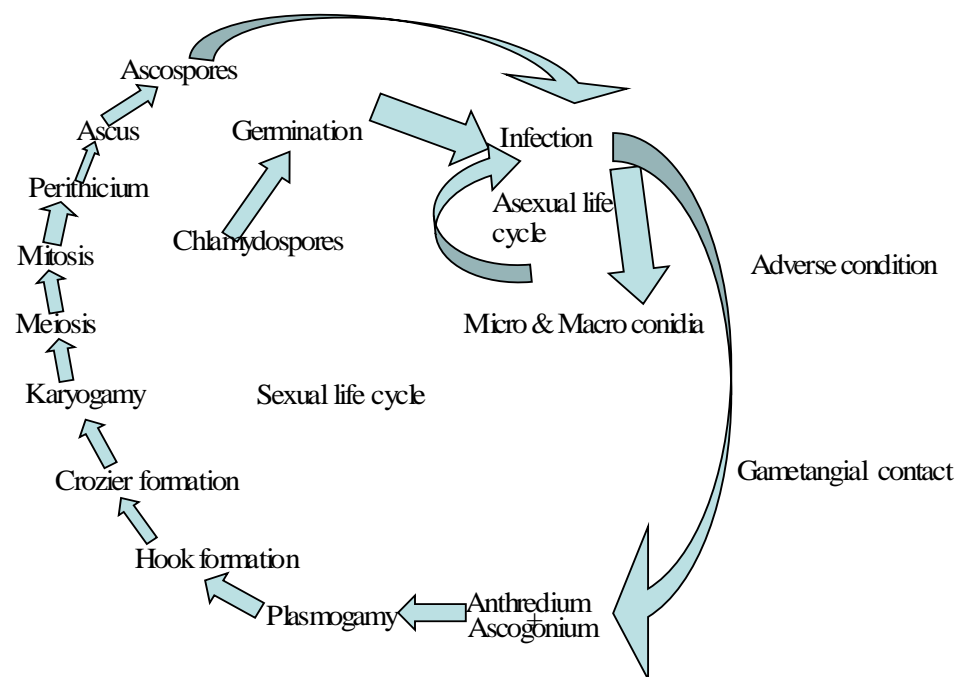 Ascospores
Ascus
Germination
Infection
Perithicium
Asexual life
cycle
Chlamydospores
Mitosis
Adverse condition
Meiosis
Micro & Macro conidia
Karyogamy
Sexual life cycle
Gametangial contact
Crozier formation
Hook formation
Anthredium
+
Plasmogamy
Ascogonium